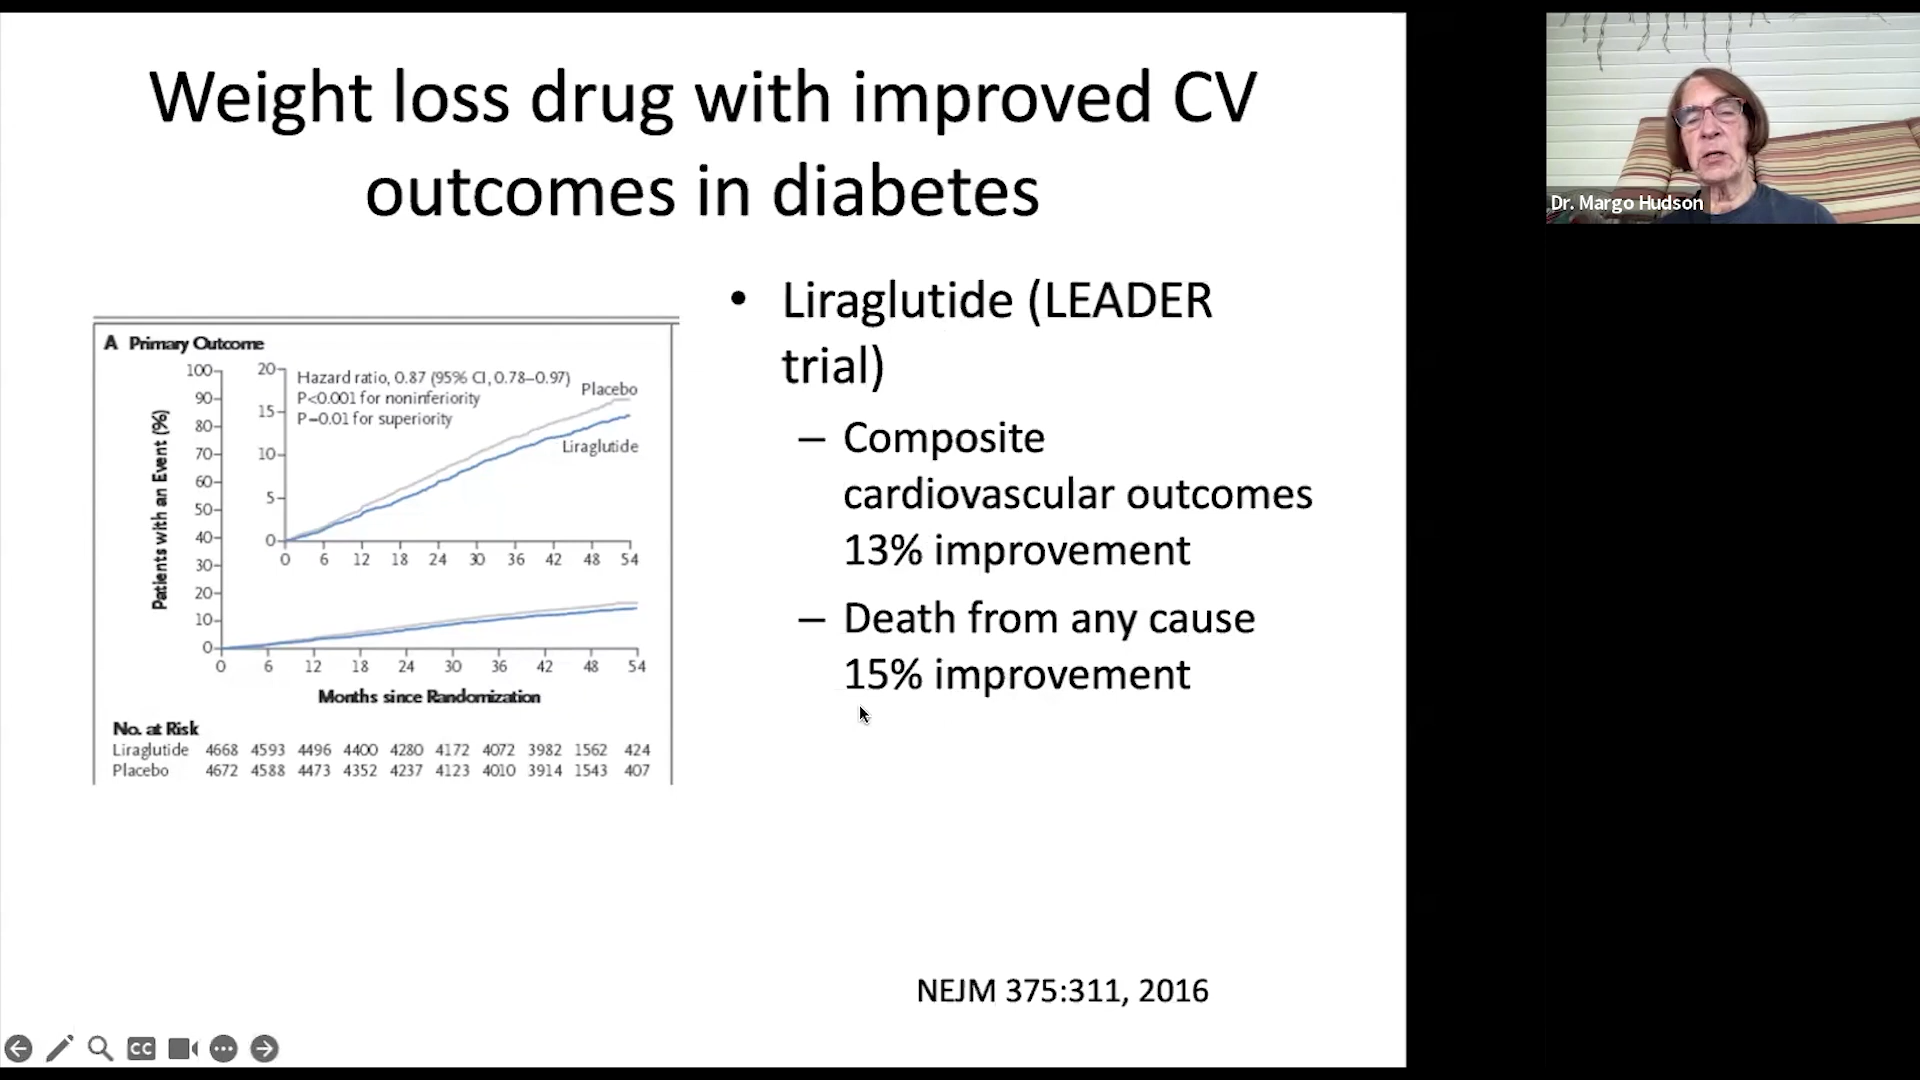 Weight loss drug with improved CV
outcomes in diabetes
• Liraglutide (LEADER
trial)
– Composite
cardiovascular outcomes
13% improvement
– Death from any cause
15% improvement
A Primary Outcome
Patients with an Event (%)
100
90
80
70
60
50
40
30
20
10
0
20
15
10
5
0
Hazard ratio, 0.87 (95% CI, 0.78–0.97)
P<0.001 for noninferiority
P=0.01 for superiority
Placebo
Liraglutide
0 6 12 18 24 30 36 42 48 54
0 6 12 18 24 30 36 42 48 54
Months since Randomization
No. at Risk
Liraglutide 4668 4593 4496 4400 4280 4172 4072 3982 1562 424
Placebo 4672 4588 4473 4352 4237 4123 4010 3914 1543 407
NEJM 375:311, 2016
CC
Dr. Margo Hudson